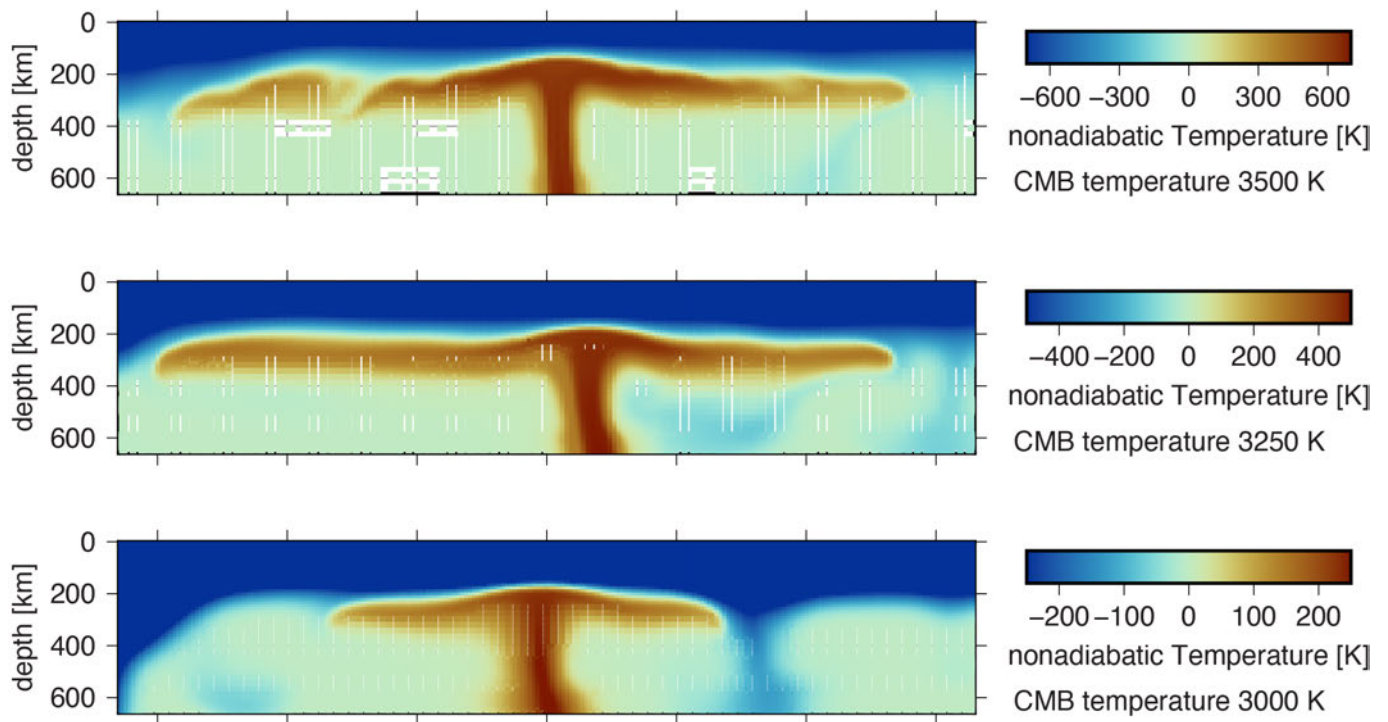 0
200
400
600
depth [km]
−600 −300 0 300 600
nonadiabatic Temperature [K]
CMB temperature 3500 K
0
200
400
600
depth [km]
−400 −200 0 200 400
nonadiabatic Temperature [K]
CMB temperature 3250 K
0
200
400
600
depth [km]
−200 −100 0 100 200
nonadiabatic Temperature [K]
CMB temperature 3000 K